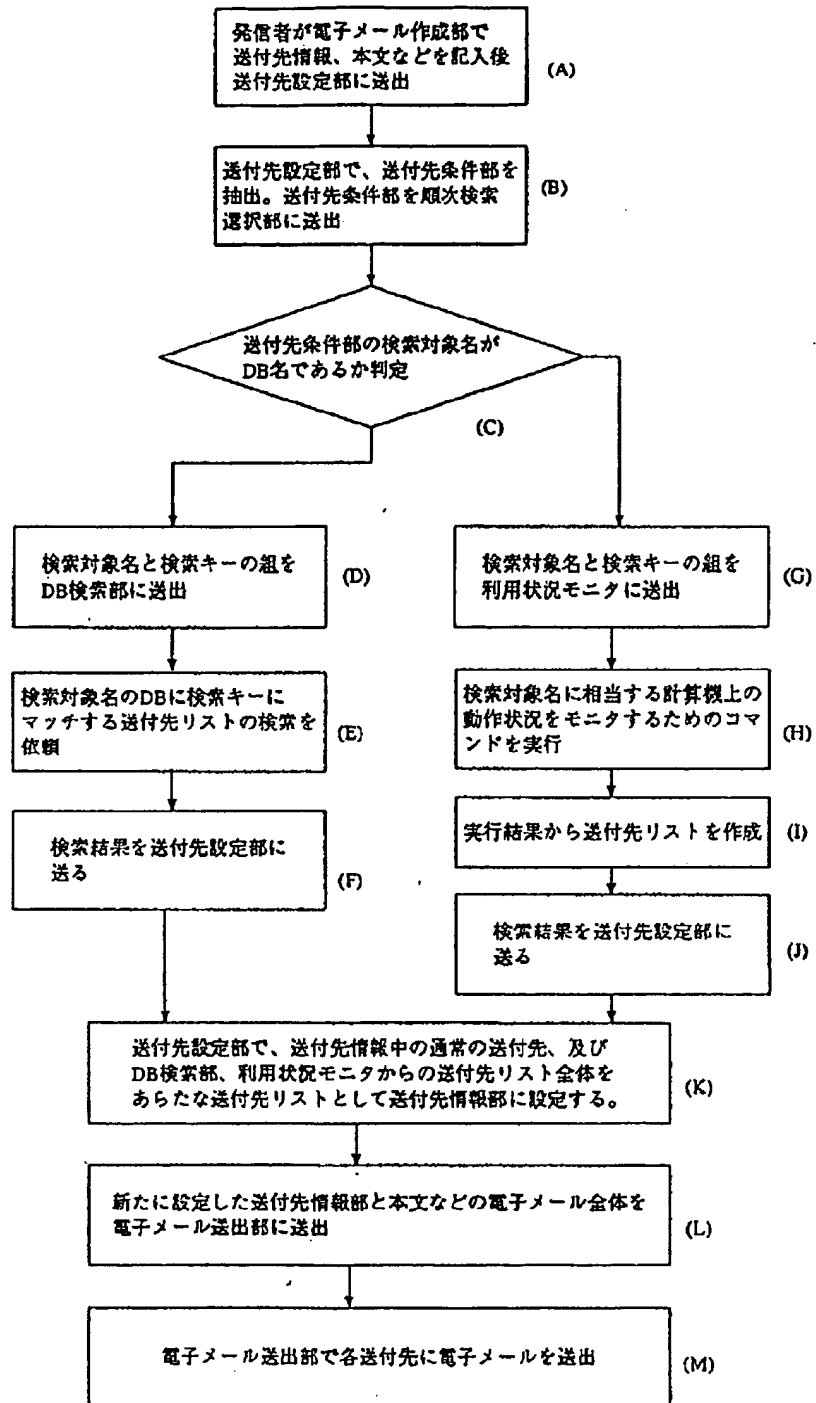 発信者が電子メール作成部で
送付先情報、本文などを記入後
送付先設定部に送出
(A)
送付先設定部で、送付先条件部を
抽出。送付先条件部を順次検索
選択部に送出
(B)
送付先条件部の検索対象名が
DB名であるか判定
(C)
検索対象名と検索キーの組を
DB検索部に送出
(D)
検索対象名のDBに検索キーに
マッチする送付先リストの検索を
依頼
(E)
検索結果を送付先設定部に
送る
(F)
検索対象名と検索キーの組を
利用状況モニタに送出
(G)
検索対象名に相当する計算機上の
動作状況をモニタするためのコマ
ンドを実行
(H)
実行結果から送付先リストを作成
(I)
検索結果を送付先設定部に
送る
(J)
送付先設定部で、送付先情報中の通常の送付先、及び
DB検索部、利用状況モニタからの送付先リスト全体を
あらたな送付先リストとして送付先情報部に設定する。
(K)
新たに設定した送付先情報部と本文などの電子メール全体を
電子メール送出部に送出
(L)
電子メール送出部で各送付先に電子メールを送出
(M)